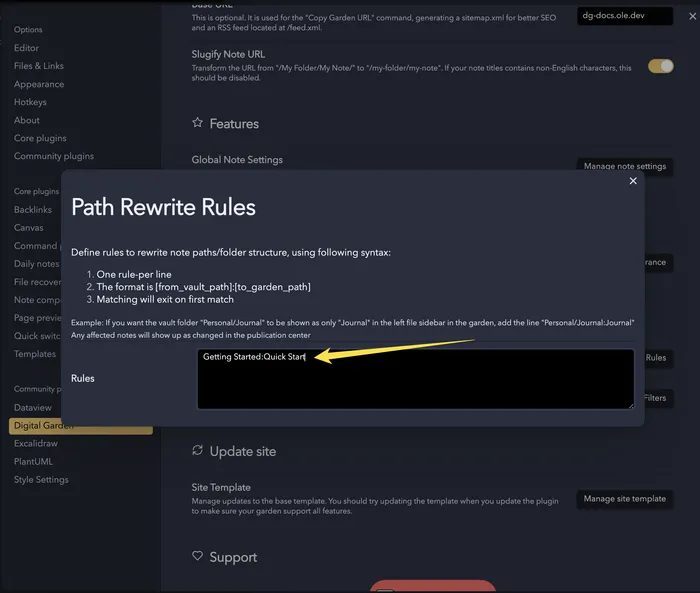 Options
Editor
Files & Links
Appearance
Hotkeys
About
Core plugins
Community plugins
Core plugins
Backlinks
Canvas
Command
Daily notes
File recover
Note comp
Page previe
Quick switc
Templates
Community p
Dataview
Digital Garden
Excalidraw
PlantUML
Style Settings
Base URL
This is optional. It is used for the "Copy Garden URL" command, generating a sitemap.xml for better SEO
and an RSS feed located at /feed.xml.
dg-docs.ole.dev
Slugify Note URL
Transform the URL from "/My Folder/My Note/" to "/my-folder/my-note". If your note titles contains non-English characters, this
should be disabled.
Features
Global Note Settings
Manage note settings
Path Rewrite Rules
Define rules to rewrite note paths/folder structure, using following syntax:
1. One rule-per line
2. The format is [from_vault_path]:[to_garden_path]
3. Matching will exit on first match
Example: If you want the vault folder "Personal/Journal" to be shown as only "Journal" in the left file sidebar in the garden, add the line "Personal/Journal:Journal"
Any affected notes will show up as changed in the publication center
Rules
Getting Started:Quick Start
rance
Rules
Filters
Update site
Site Template
Manage updates to the base template. You should try updating the template when you update the plugin
to make sure your garden support all features.
Manage site template
Support